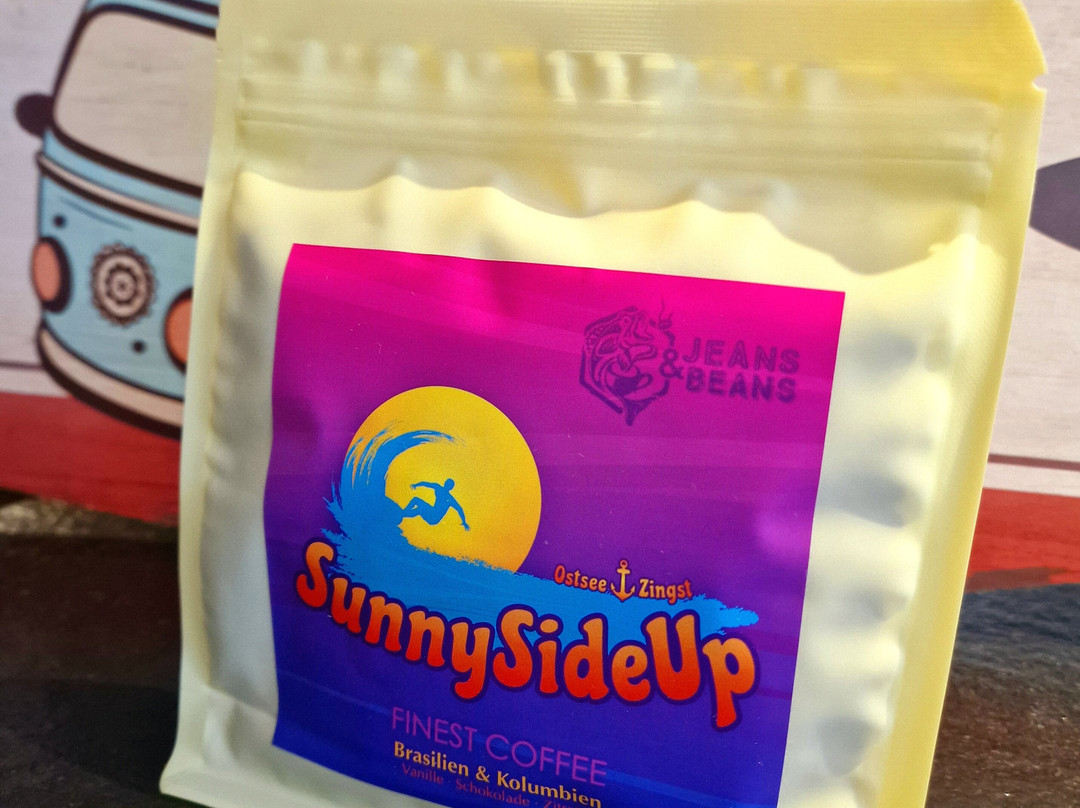 JEANS
& BEANS
Ostsee Zingst
SunnySideUp
FINEST COFFEE
Brasilien & Kolumbien
· Vanille · Schokolade ·